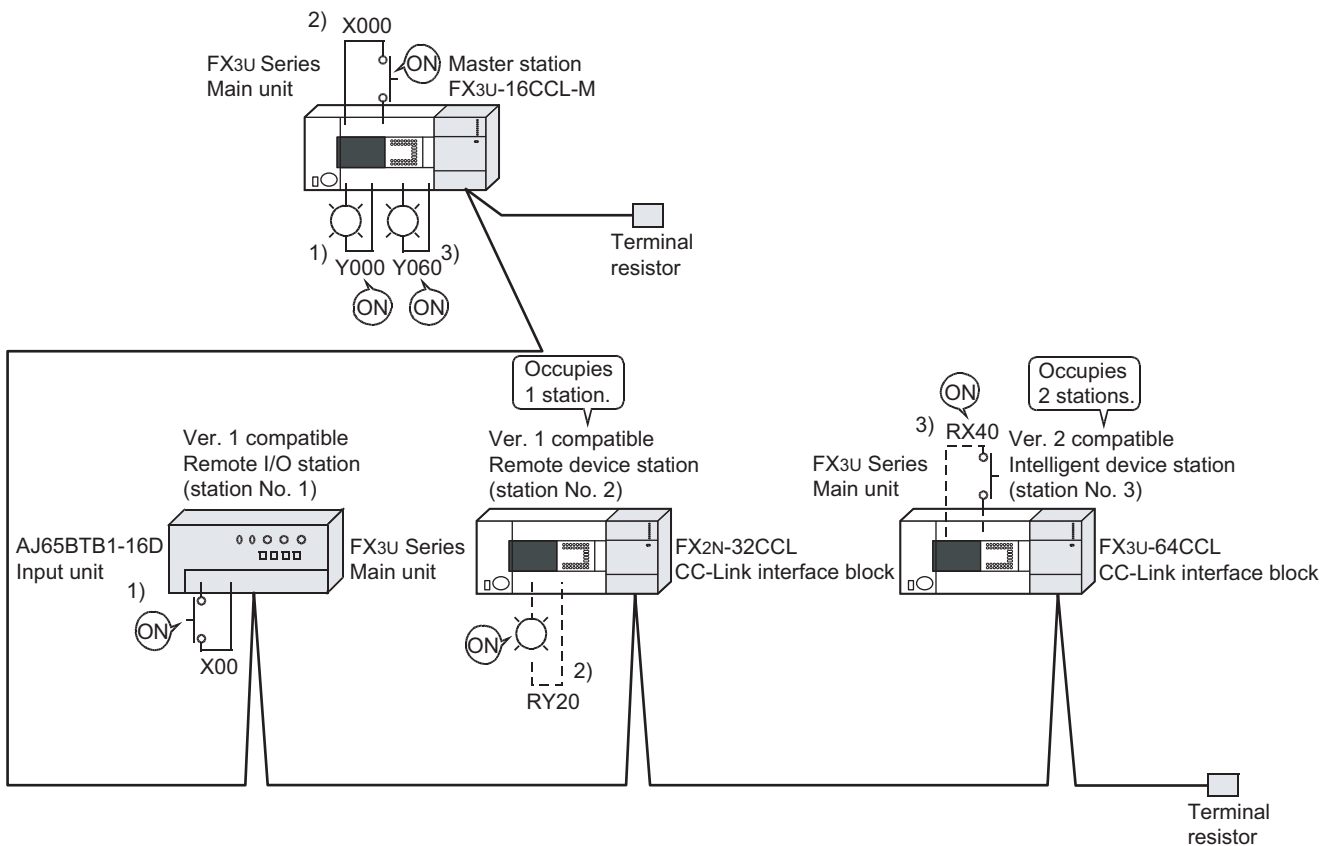 2) X000
FX3U Series
Main unit
ON
Master station
FX3U-16CCL-M
1)
Y000
Y060
3)
ON
ON
Terminal
resistor
Occupies
1 station.
Occupies
2 stations.
Ver. 1 compatible
Remote I/O station
(station No. 1)
Ver. 1 compatible
Remote device station
(station No. 2)
ON
3) RX40
FX3U Series
Main unit
Ver. 2 compatible
Intelligent device station
(station No. 3)
AJ65BTB1-16D
Input unit
FX3U Series
Main unit
FX2N-32CCL
CC-Link interface block
FX3U-64CCL
CC-Link interface block
1)
ON
X00
ON
2)
RY20
Terminal
resistor